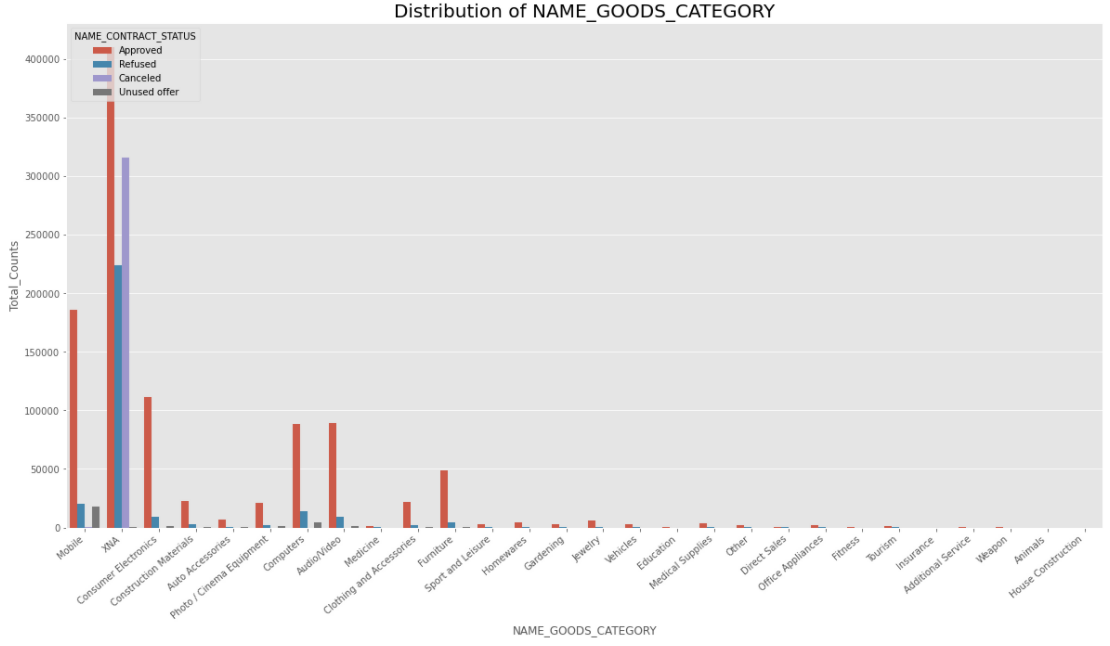 Distribution of NAME_GOODS_CATEGORY
NAME_CONTRACT_STATUS
Approved
Refused
Canceled
Unused offer
Total_Counts
400000
350000
300000
250000
200000
150000
100000
50000
0
Mobile
XNA
Consumer Electronics
Construction Materials
Auto Accessories
Photo / Cinema Equipment
Computers
Audio/Video
Medicine
Clothing and Accessories
Furniture
Sport and Leisure
Homewares
Gardening
Jewelry
Vehicles
Education
Medical Supplies
Other
Direct Sales
Office Appliances
Fitness
Tourism
Insurance
Additional Service
Weapon
Animals
House Construction
NAME_GOODS_CATEGORY